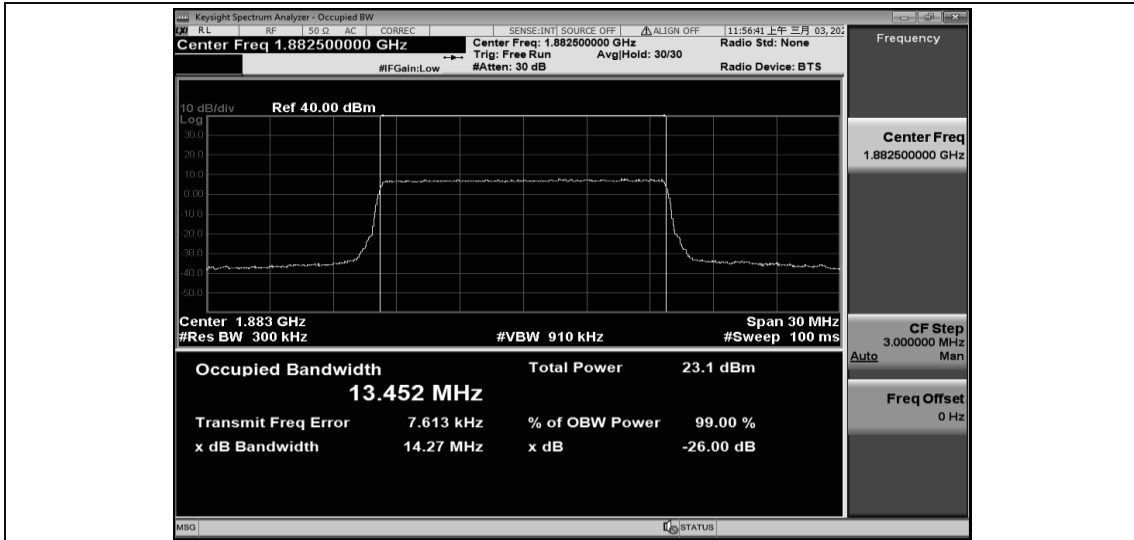 Keysight Spectrum Analyzer - Occupied BW
LXI RL RF 50 Ω AC CORREC SENSE:INT SOURCE OFF ⚠ALIGN OFF 11:56:41 上午 三月 03, 202
Center Freq 1.882500000 GHz
Center Freq: 1.882500000 GHz
Radio Std: None
Trig: Free Run Avg|Hold: 30/30
#IFGain:Low
#Atten: 30 dB
Radio Device: BTS
Frequency
10 dB/div Ref 40.00 dBm
Log
30.0
20.0
10.0
0.00
-10.0
-20.0
-30.0
-40.0
-50.0
Center 1.883 GHz
Span 30 MHz
#Res BW 300 kHz
#VBW 910 kHz
#Sweep 100 ms
Center Freq
1.882500000 GHz
CF Step
3.000000 MHz
Auto Man
Freq Offset
0 Hz
Occupied Bandwidth
13.452 MHz
Total Power 23.1 dBm
Transmit Freq Error 7.613 kHz
% of OBW Power 99.00 %
x dB Bandwidth 14.27 MHz
x dB -26.00 dB
MSG
STATUS